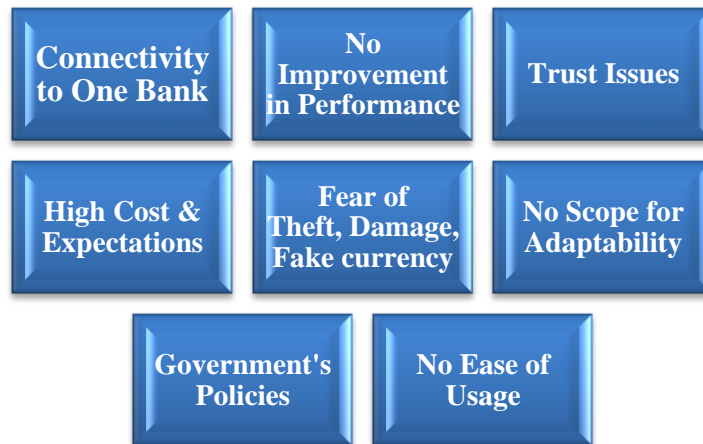 Connectivity
to One Bank
No
Improvement
in Performance
Trust Issues
High Cost &
Expectations
Fear of
Theft, Damage,
Fake currency
No Scope for
Adaptability
Government's
Policies
No Ease of
Usage